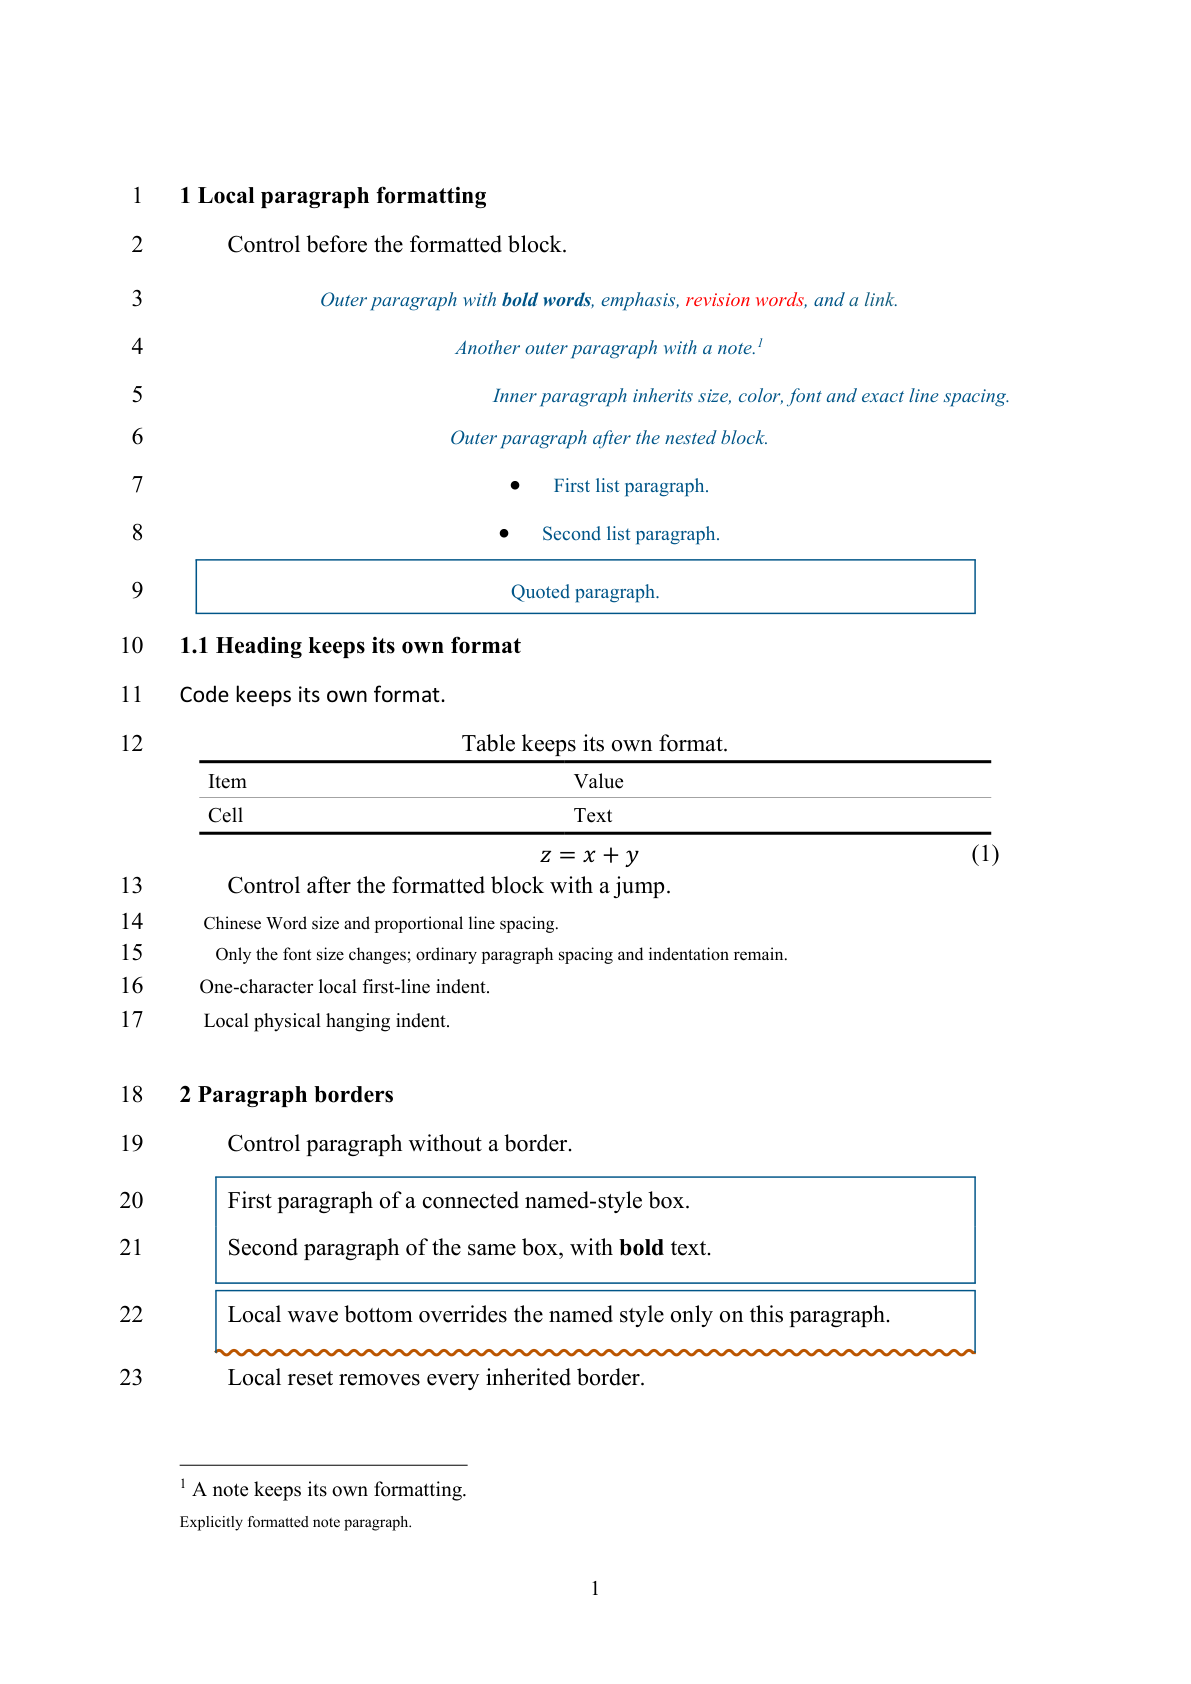 1 1 Local paragraph formatting
2 Control before the formatted block.
3 Outer paragraph with bold words, emphasis, revision words, and a link.
4 Another outer paragraph with a note.1
5 Inner paragraph inherits size, color, font and exact line spacing.
6 Outer paragraph after the nested block.
7 ● First list paragraph.
8 ● Second list paragraph.
9 Quoted paragraph.
10 1.1 Heading keeps its own format
11 Code keeps its own format.
12 Table keeps its own format.
Item Value
Cell Text
z = x + y (1)
13 Control after the formatted block with a jump.
14 Chinese Word size and proportional line spacing.
15 Only the font size changes; ordinary paragraph spacing and indentation remain.
16 One-character local first-line indent.
17 Local physical hanging indent.
18 2 Paragraph borders
19 Control paragraph without a border.
20 First paragraph of a connected named-style box.
21 Second paragraph of the same box, with bold text.
22 Local wave bottom overrides the named style only on this paragraph.
23 Local reset removes every inherited border.
1 A note keeps its own formatting.
Explicitly formatted note paragraph.
1